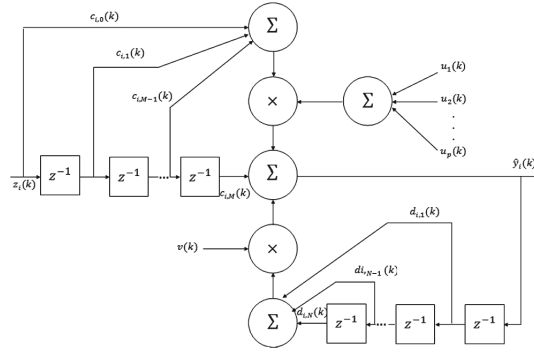 c_{i,0}(k)
Σ
c_{i,1}(k)
c_{i,M-1}(k)
u_1(k)
×
Σ
u_2(k)
.
.
.
u_p(k)
z_i(k)
z^{-1}
z^{-1}
...
z^{-1}
c_{i,M}(k)
Σ
ŷ_i(k)
d_{i,1}(k)
v(k)
×
di,_{N-1}(k)
Σ
d_{i,N}(k)
z^{-1}
...
z^{-1}
z^{-1}